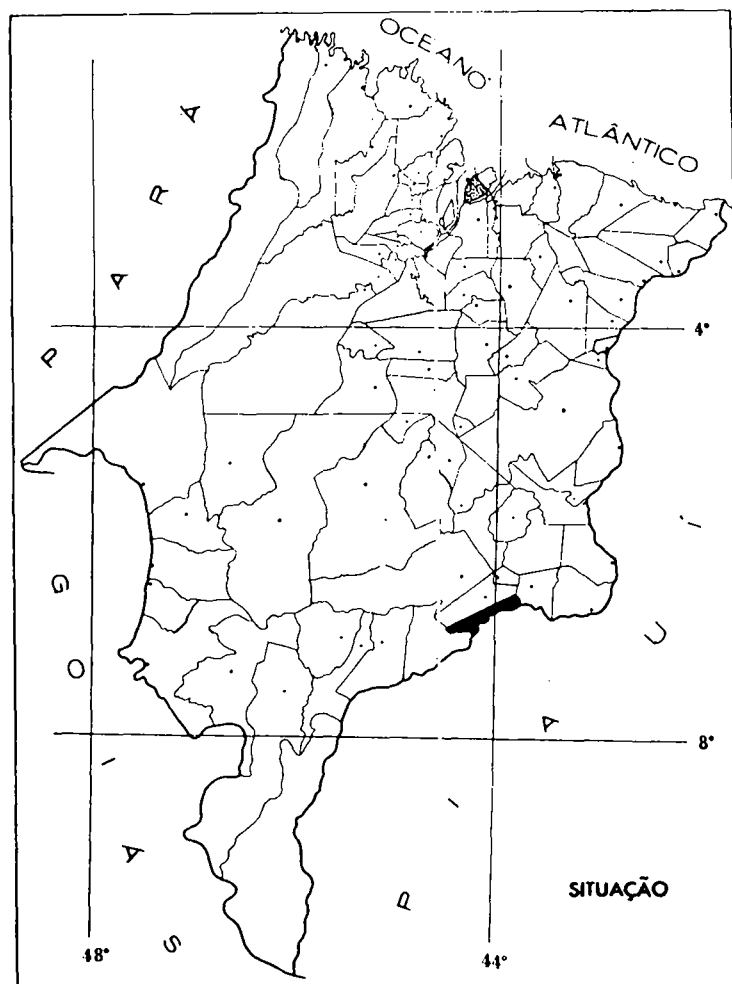 OCEANO
ATLÂNTICO
PARÁ
4°
GOIÁS
PIAUÍ
8°
SITUAÇÃO
48°
44°